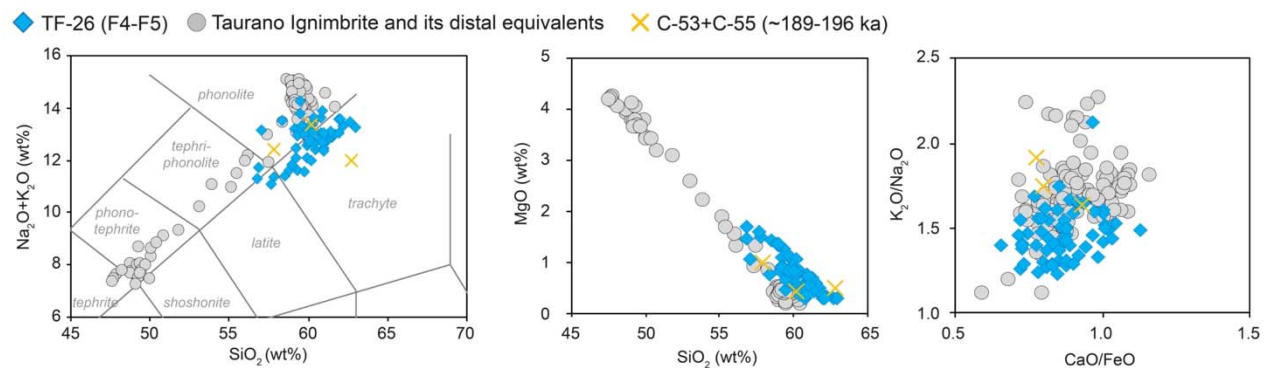 TF-26 (F4-F5) Taurano Ignimbrite and its distal equivalents C-53+C-55 (~189-196 ka)
16
14
12
10
8
6
Na₂O+K₂O (wt%)
phonolite
tephri-
phonolite
phono-
tephrite
tephrite
shoshonite
latite
trachyte
45 50 55 60 65 70
SiO₂ (wt%)
5
4
3
2
1
0
MgO (wt%)
45 50 55 60 65
SiO₂ (wt%)
2.5
2.0
1.5
1.0
K₂O/Na₂O
0.5 1.0 1.5
CaO/FeO